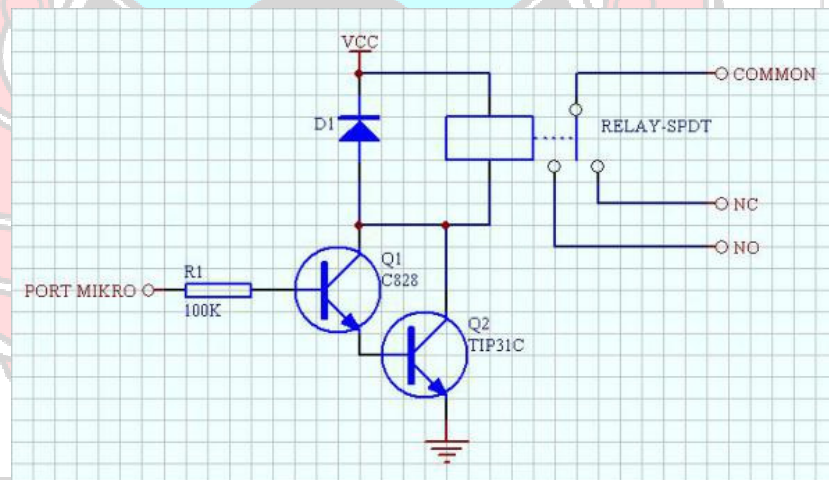 VCC
COMMON
D1
RELAY-SPDT
NC
NO
Q1
C828
R1
PORT MIKRO
100K
Q2
TIP31C